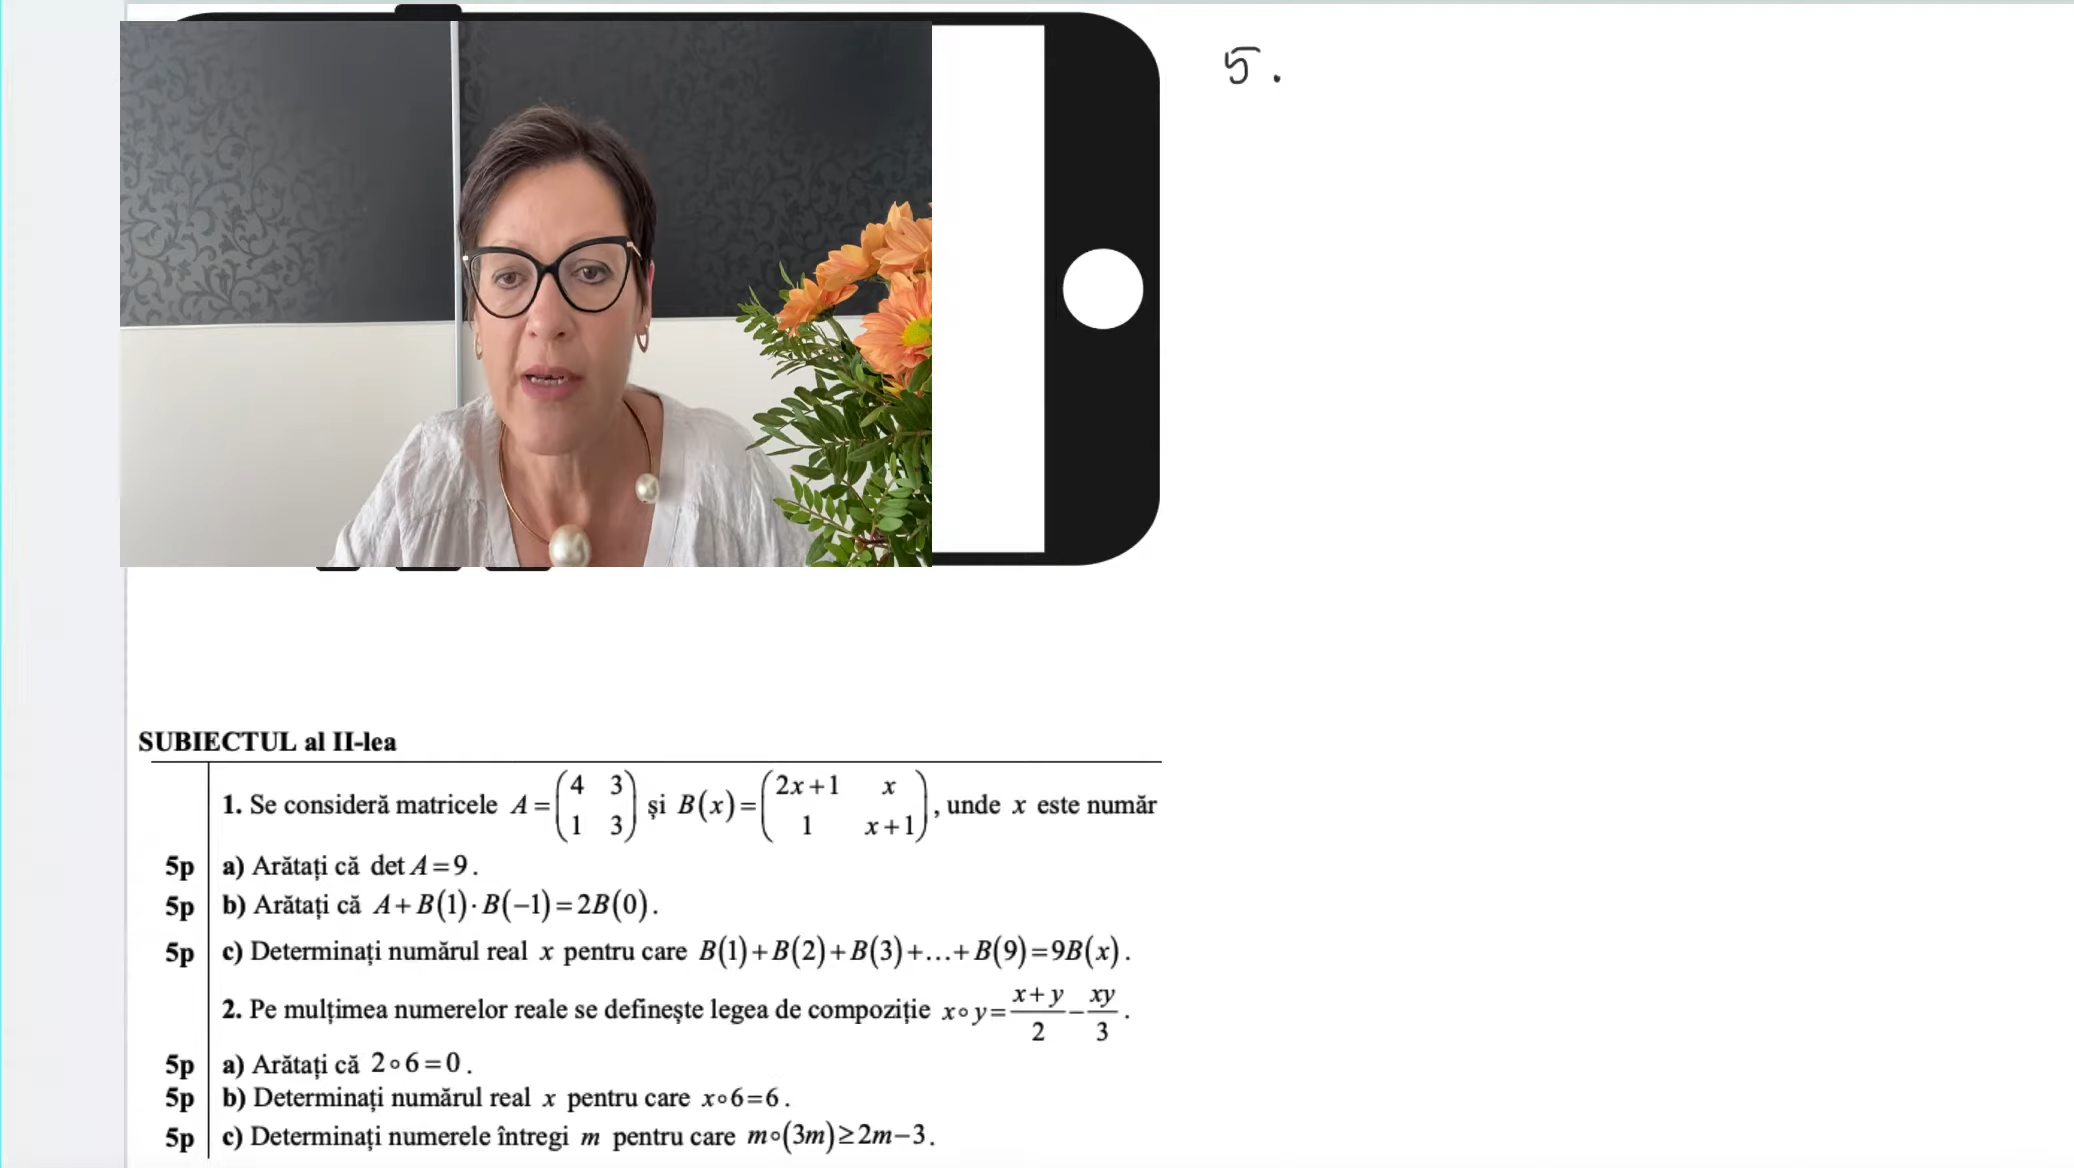 5.
SUBIECTUL al II-lea
1. Se consideră matricele A = (4 3 / 1 3) și B(x) = (2x+1 x / 1 x+1), unde x este număr
5p a) Arătați că det A = 9.
5p b) Arătați că A + B(1)·B(−1) = 2B(0).
5p c) Determinați numărul real x pentru care B(1)+B(2)+B(3)+...+B(9)=9B(x).
2. Pe mulțimea numerelor reale se definește legea de compoziție x∘y = (x+y)/2 − xy/3.
5p a) Arătați că 2∘6=0.
5p b) Determinați numărul real x pentru care x∘6=6.
5p c) Determinați numerele întregi m pentru care m∘(3m)≥2m−3.